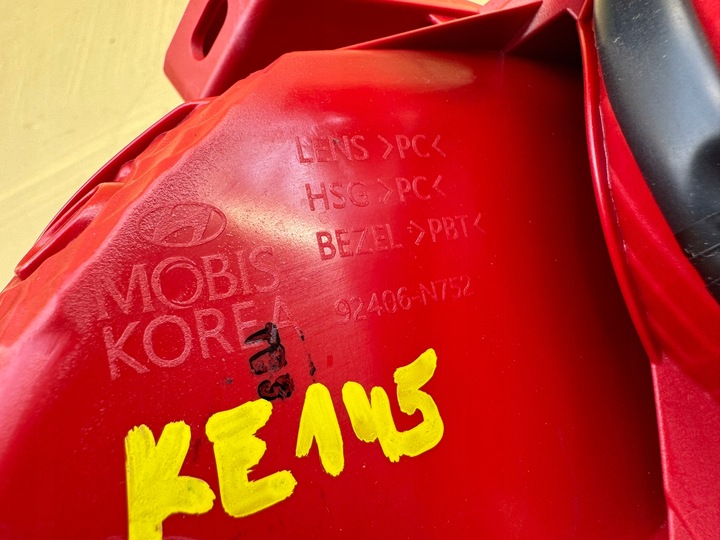 LENS >PC<
HSG >PC<
BEZEL >PBT<
MOBIS
KOREA
92406-N752
KE145